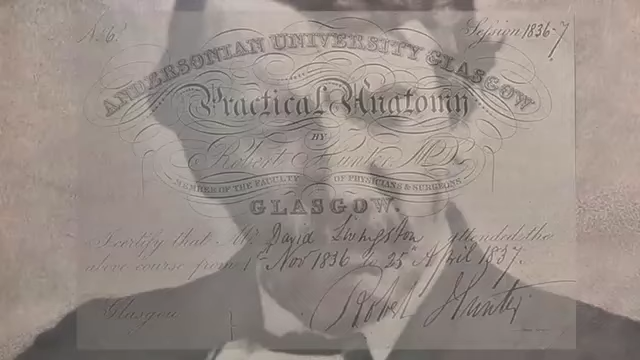 No. 6. Session 1836-7
ANDERSONIAN UNIVERSITY GLASGOW
Practical Anatomy
BY
Robert Hunter, M.D.
MEMBER OF THE FACULTY OF PHYSICIANS & SURGEONS
GLASGOW.
I certify that Mr. David Livingston attended the
above course from 1st Nov 1836 to 25 April 1837.
Glasgow Robert Hunter